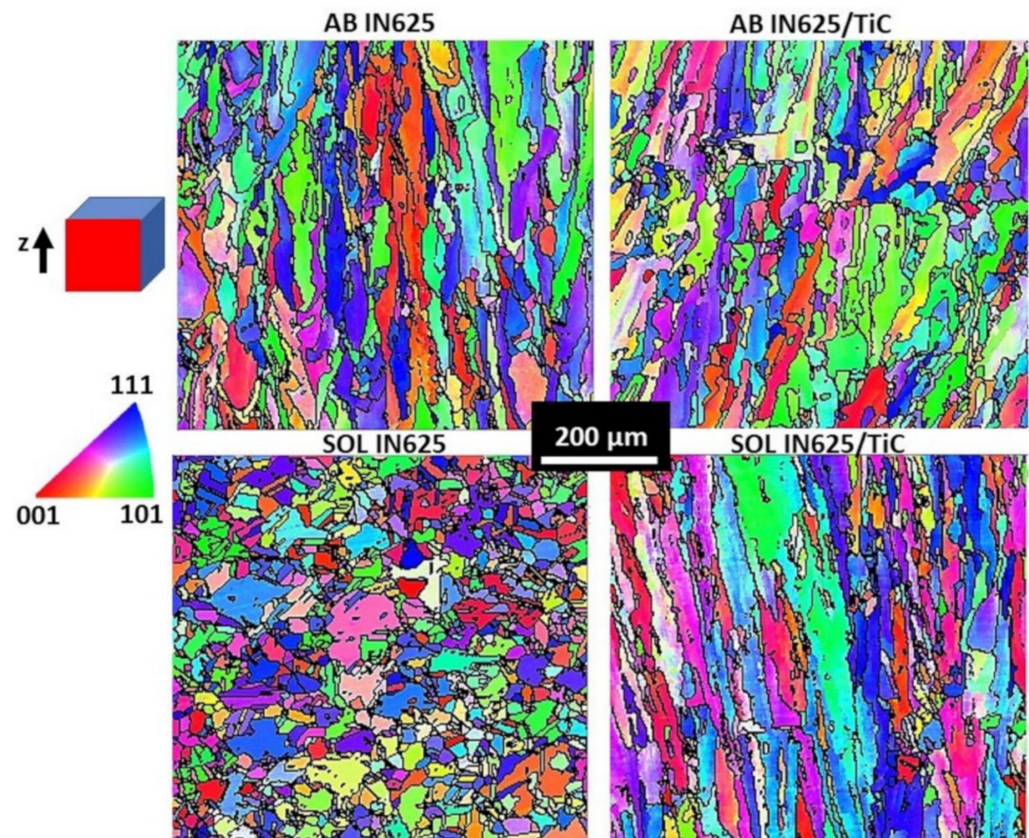 AB IN625
AB IN625/TiC
z
111
001
101
200 µm
SOL IN625
SOL IN625/TiC